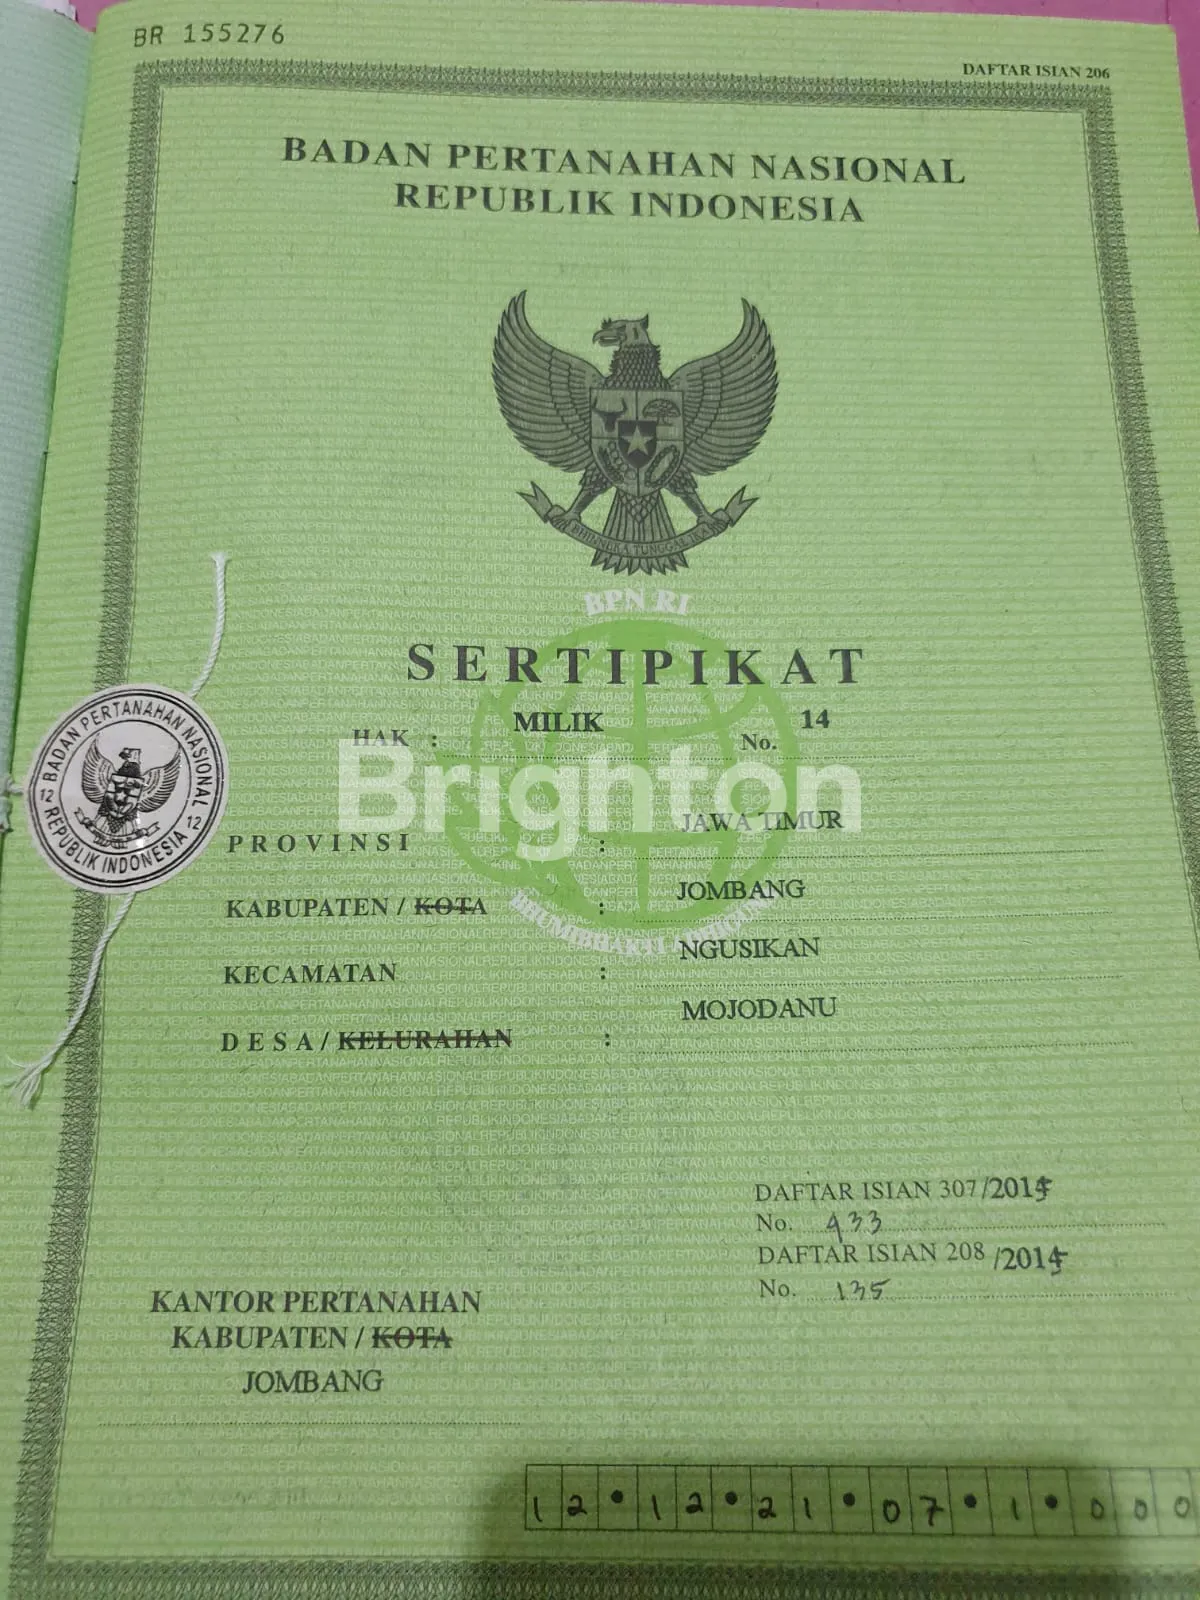 BR 155276
DAFTAR ISIAN 206
BADAN PERTANAHAN NASIONAL
REPUBLIK INDONESIA
BHINNEKA TUNGGAL IKA
BPN RI
SERTIPIKAT
HAK : MILIK No. 14
Brighton
PROVINSI : JAWA TIMUR
KABUPATEN / KOTA : JOMBANG
KECAMATAN : NGUSIKAN
DESA / KELURAHAN : MOJODANU
BADAN PERTANAHAN NASIONAL
12 12
REPUBLIK INDONESIA
DAFTAR ISIAN 307/2015
No. 433
DAFTAR ISIAN 208/2015
No. 135
KANTOR PERTANAHAN
KABUPATEN / KOTA
JOMBANG
12.12.21.07.1.000